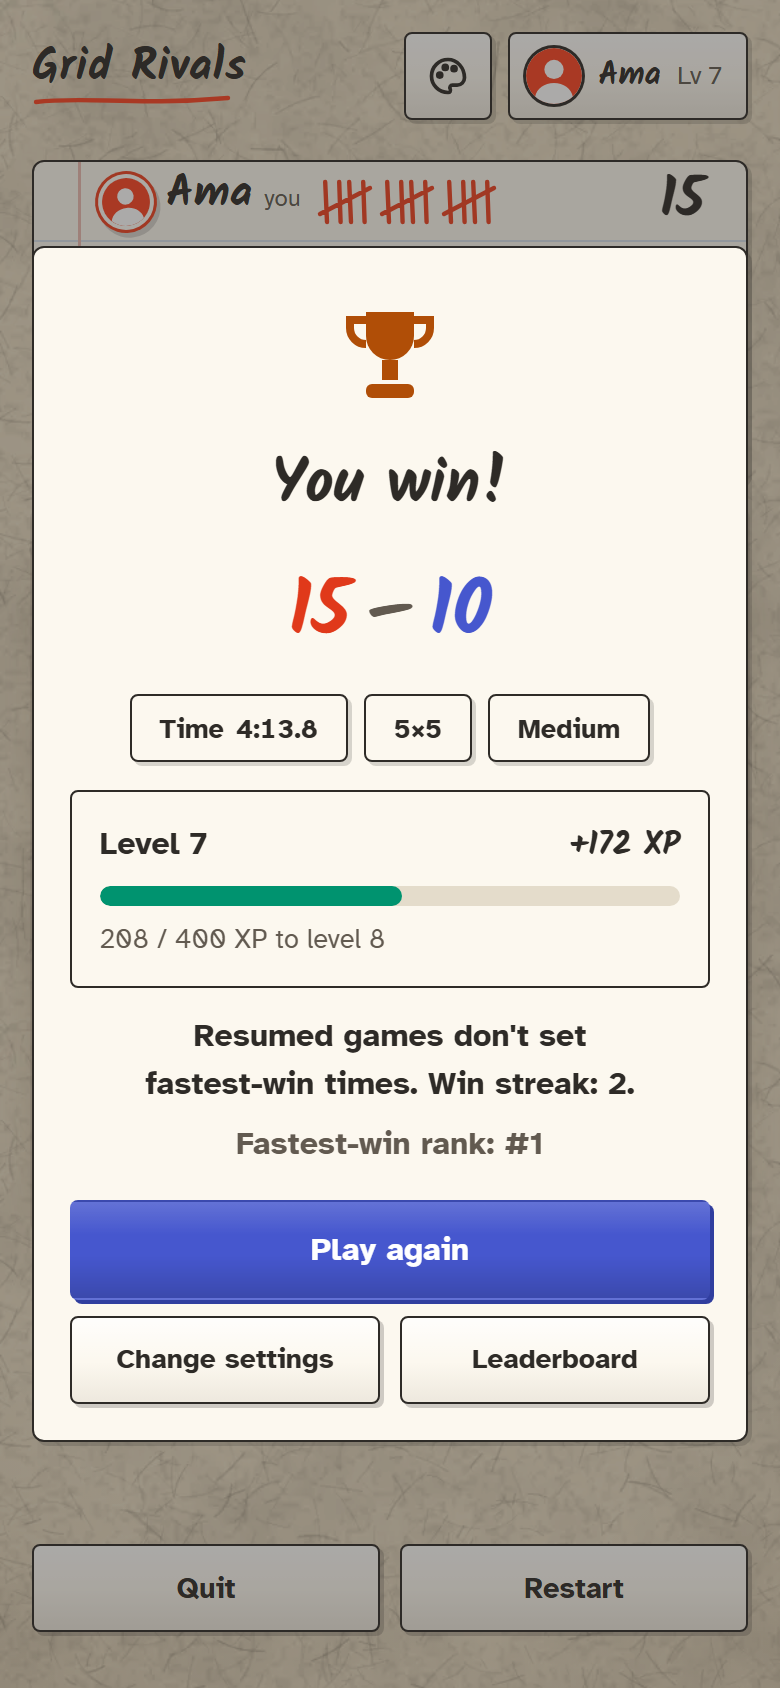 Grid Rivals
Ama Lv 7
Ama you 15
You win!
15 – 10
Time 4:13.8
5×5
Medium
Level 7
+172 XP
208 / 400 XP to level 8
Resumed games don't set
fastest-win times. Win streak: 2.
Fastest-win rank: #1
Play again
Change settings
Leaderboard
Quit
Restart